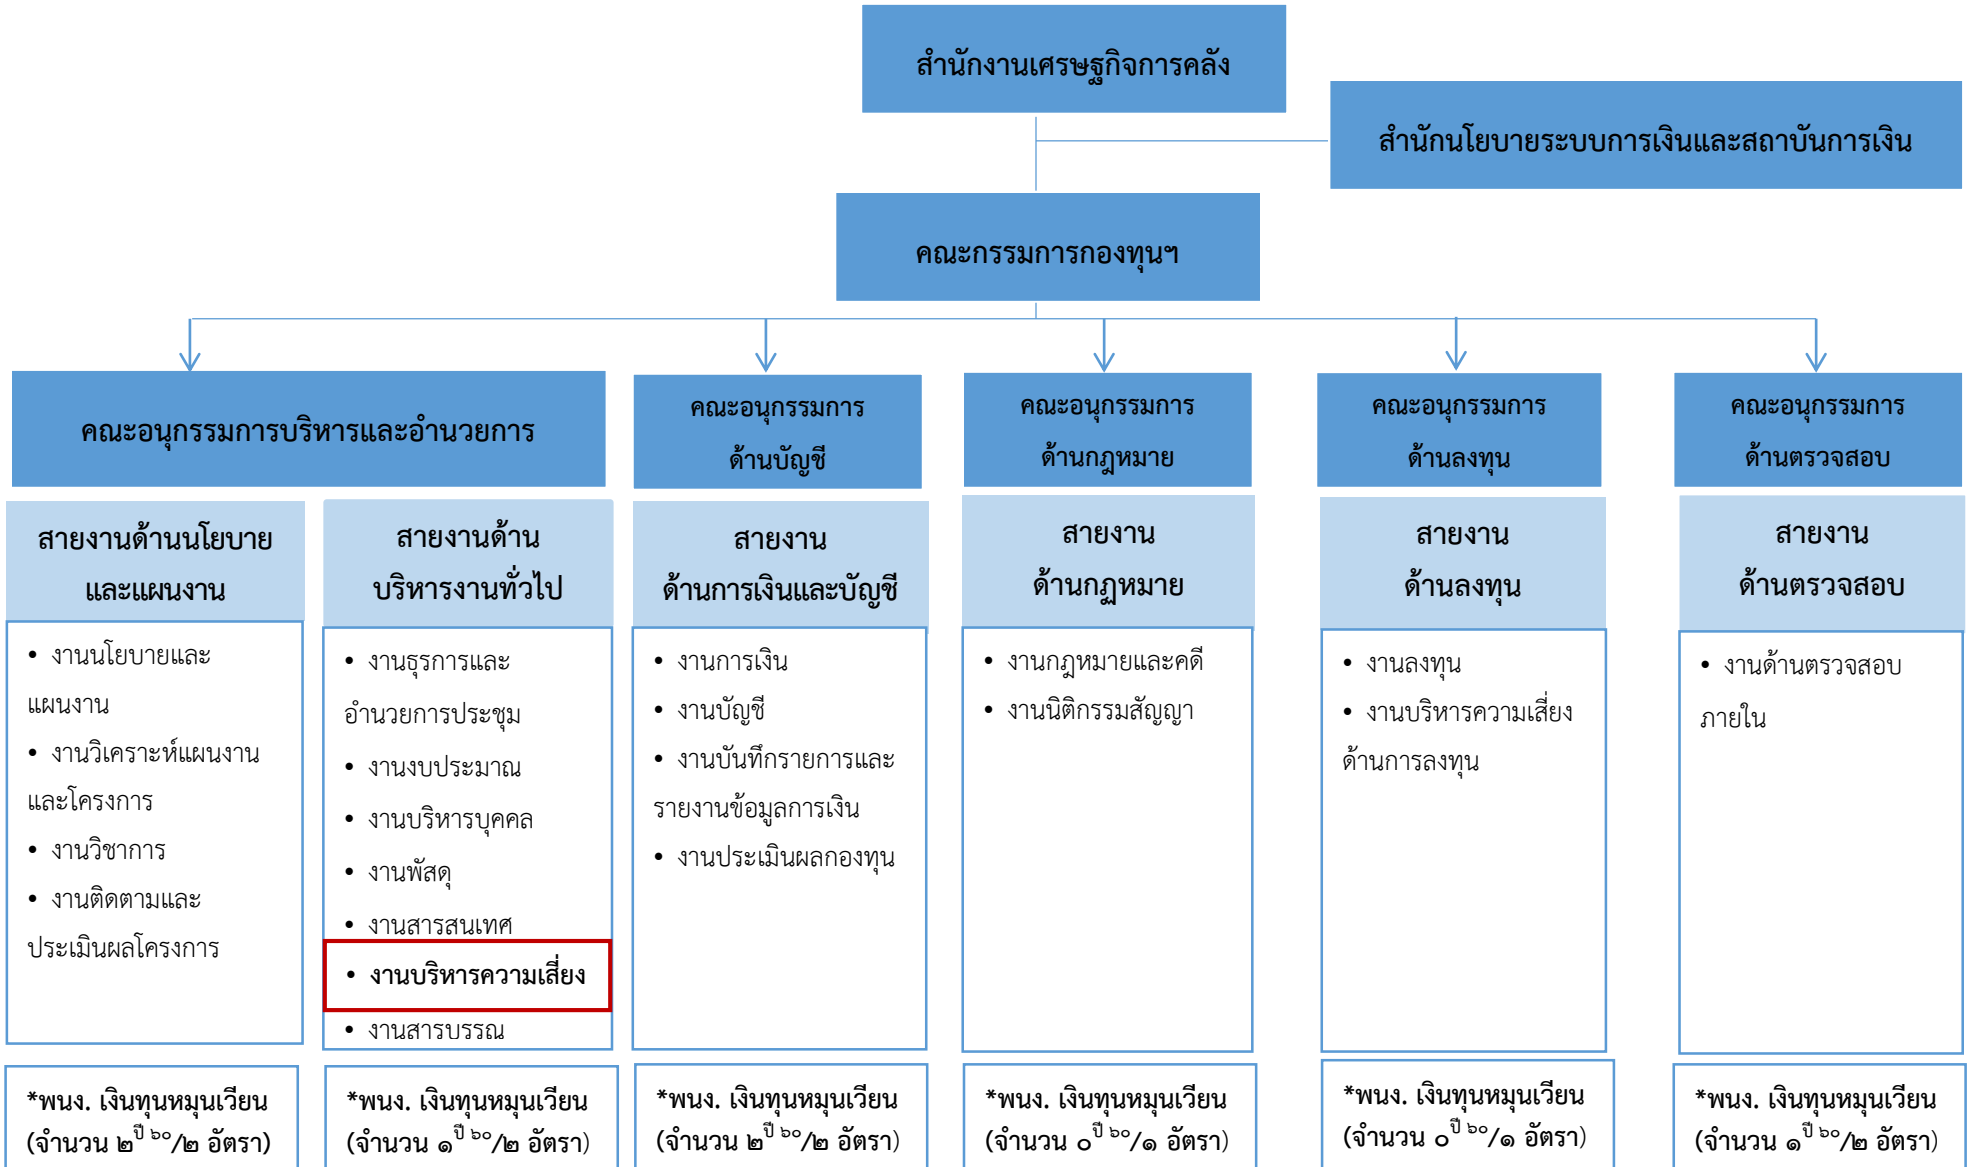 สำนักงานเศรษฐกิจการคลัง
สำนักนโยบายระบบการเงินและสถาบันการเงิน
คณะกรรมการกองทุนฯ
คณะอนุกรรมการบริหารและอำนวยการ
คณะอนุกรรมการ
ด้านบัญชี
คณะอนุกรรมการ
ด้านกฎหมาย
คณะอนุกรรมการ
ด้านลงทุน
คณะอนุกรรมการ
ด้านตรวจสอบ
สายงานด้านนโยบาย
และแผนงาน
• งานนโยบายและ
แผนงาน
• งานวิเคราะห์แผนงาน
และโครงการ
• งานวิชาการ
• งานติดตามและ
ประเมินผลโครงการ
*พนง. เงินทุนหมุนเวียน
(จำนวน ๒ปี ๖๐/๒ อัตรา)
สายงานด้าน
บริหารงานทั่วไป
• งานธุรการและ
อำนวยการประชุม
• งานงบประมาณ
• งานบริหารบุคคล
• งานพัสดุ
• งานสารสนเทศ
• งานบริหารความเสี่ยง
• งานสารบรรณ
*พนง. เงินทุนหมุนเวียน
(จำนวน ๑ปี ๖๐/๒ อัตรา)
สายงาน
ด้านการเงินและบัญชี
• งานการเงิน
• งานบัญชี
• งานบันทึกรายการและ
รายงานข้อมูลการเงิน
• งานประเมินผลกองทุน
*พนง. เงินทุนหมุนเวียน
(จำนวน ๒ปี ๖๐/๒ อัตรา)
สายงาน
ด้านกฏหมาย
• งานกฎหมายและคดี
• งานนิติกรรมสัญญา
*พนง. เงินทุนหมุนเวียน
(จำนวน ๐ปี ๖๐/๑ อัตรา)
สายงาน
ด้านลงทุน
• งานลงทุน
• งานบริหารความเสี่ยง
ด้านการลงทุน
*พนง. เงินทุนหมุนเวียน
(จำนวน ๐ปี ๖๐/๑ อัตรา)
สายงาน
ด้านตรวจสอบ
• งานด้านตรวจสอบ
ภายใน
*พนง. เงินทุนหมุนเวียน
(จำนวน ๑ปี ๖๐/๒ อัตรา)